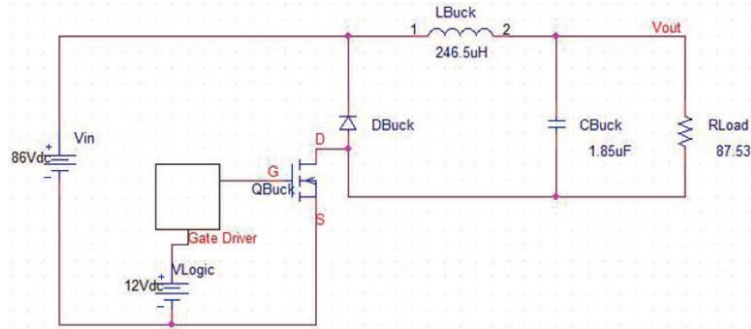 LBuck
1
2
246.5uH
Vout
Vin
86Vdc
DBuck
CBuck
1.85uF
RLoad
87.53
D
G
QBuck
S
Gate Driver
VLogic
12Vdc